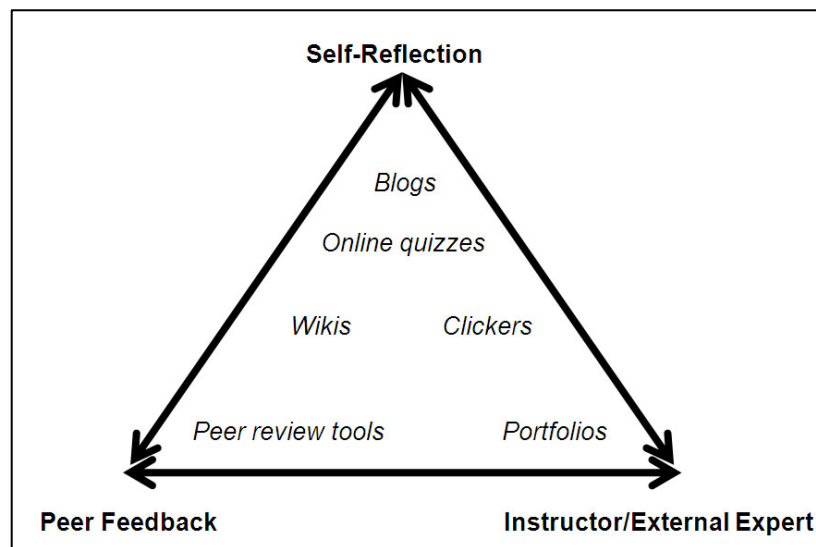 Self-Reflection
Blogs
Online quizzes
Wikis
Clickers
Peer review tools
Portfolios
Peer Feedback
Instructor/External Expert